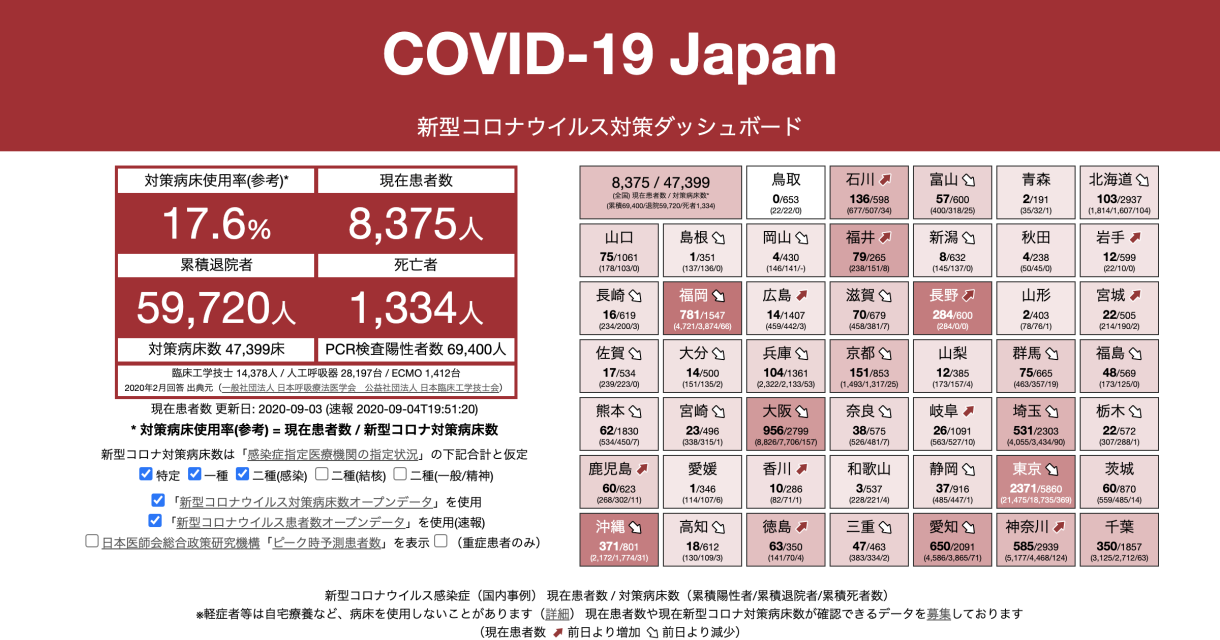 COVID-19 Japan
新型コロナウイルス対策ダッシュボード
対策病床使用率(参考)*
現在患者数
17.6%
8,375人
累積退院者
死亡者
59,720人
1,334人
対策病床数 47,399床
PCR検査陽性者数 69,400人
臨床工学技士 14,378人 / 人工呼吸器 28,197台 / ECMO 1,412台
2020年2月回答 出典元（一般社団法人 日本呼吸療法医学会　公益社団法人 日本臨床工学技士会）
現在患者数 更新日: 2020-09-03 (速報 2020-09-04T19:51:20)
* 対策病床使用率(参考) = 現在患者数 / 新型コロナ対策病床数
新型コロナ対策病床数は「感染症指定医療機関の指定状況」の下記合計と仮定
特定 一種 二種(感染) 二種(結核) 二種(一般/精神)
「新型コロナウイルス対策病床数オープンデータ」を使用
「新型コロナウイルス患者数オープンデータ」を使用(速報)
日本医師会総合政策研究機構「ピーク時予測患者数」を表示 （重症患者のみ）
8,375 / 47,399
(全国) 現在患者数 / 対策病床数*
(累積69,400/退院59,720/死者1,334)
鳥取
0/653
(22/22/0)
石川
136/598
(677/507/34)
富山
57/600
(400/318/25)
青森
2/191
(35/32/1)
北海道
103/2937
(1,814/1,607/104)
山口
75/1061
(178/103/0)
島根
1/351
(137/136/0)
岡山
4/430
(146/141/-)
福井
79/265
(238/151/8)
新潟
8/632
(145/137/0)
秋田
4/238
(50/45/0)
岩手
12/599
(22/10/0)
長崎
16/619
(234/200/3)
福岡
781/1547
(4,721/3,874/66)
広島
14/1407
(459/442/3)
滋賀
70/679
(458/381/7)
長野
284/600
(284/0/0)
山形
2/403
(78/76/1)
宮城
22/505
(214/190/2)
佐賀
17/534
(239/223/0)
大分
14/500
(151/135/2)
兵庫
104/1361
(2,322/2,133/53)
京都
151/853
(1,493/1,317/25)
山梨
12/385
(173/157/4)
群馬
75/665
(463/357/19)
福島
48/569
(173/125/0)
熊本
62/1830
(534/450/7)
宮崎
23/496
(338/315/1)
大阪
956/2799
(8,826/7,706/157)
奈良
38/575
(526/481/7)
岐阜
26/1091
(563/527/10)
埼玉
531/2303
(4,055/3,434/90)
栃木
22/572
(307/288/1)
鹿児島
60/623
(268/302/11)
愛媛
1/346
(114/107/6)
香川
10/286
(82/71/1)
和歌山
3/537
(228/221/4)
静岡
37/916
(485/447/1)
東京
2371/5860
(21,475/18,735/369)
茨城
60/870
(559/485/14)
沖縄
371/801
(2,172/1,774/31)
高知
18/612
(130/109/3)
徳島
63/350
(141/70/4)
三重
47/463
(383/334/2)
愛知
650/2091
(4,586/3,865/71)
神奈川
585/2939
(5,177/4,468/124)
千葉
350/1857
(3,125/2,712/63)
新型コロナウイルス感染症（国内事例） 現在患者数 / 対策病床数（累積陽性者/累積退院者/累積死者数）
※軽症者等は自宅療養など、病床を使用しないことがあります（詳細） 現在患者数や現在新型コロナ対策病床数が確認できるデータを募集しております
（現在患者数 前日より増加 前日より減少）